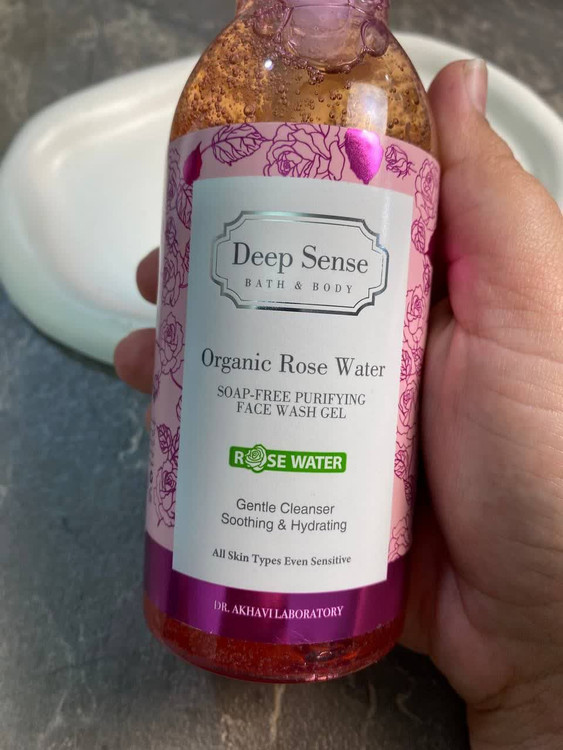 Deep Sense
BATH & BODY
Organic Rose Water
SOAP-FREE PURIFYING
FACE WASH GEL
ROSE WATER
Gentle Cleanser
Soothing & Hydrating
All Skin Types Even Sensitive
DR. AKHAVI LABORATORY